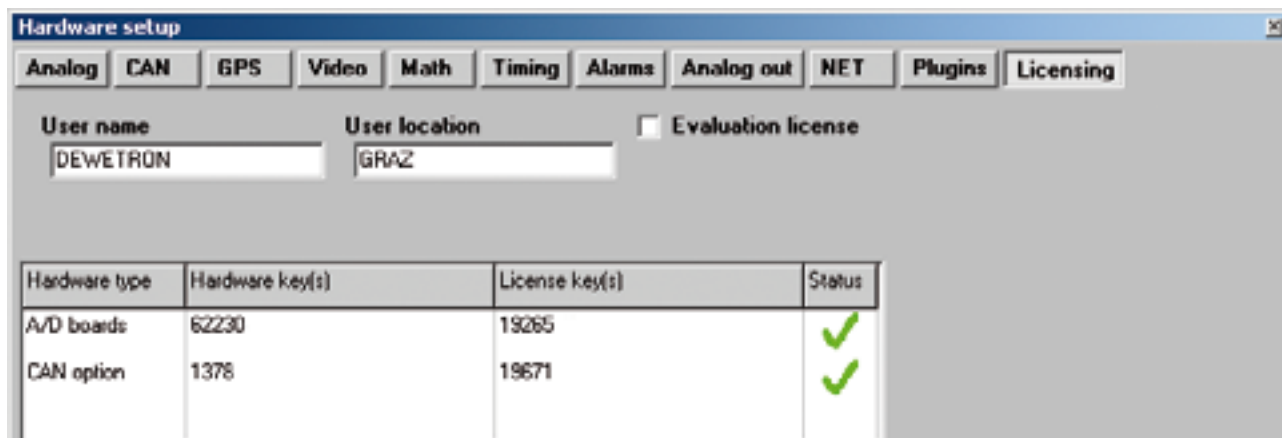 Hardware setup
Analog CAN GPS Video Math Timing Alarms Analog out NET Plugins Licensing
User name User location Evaluation license
DEWETRON GRAZ
Hardware type Hardware key(s) License key(s) Status
A/D boards 62230 19265
CAN option 1378 19671